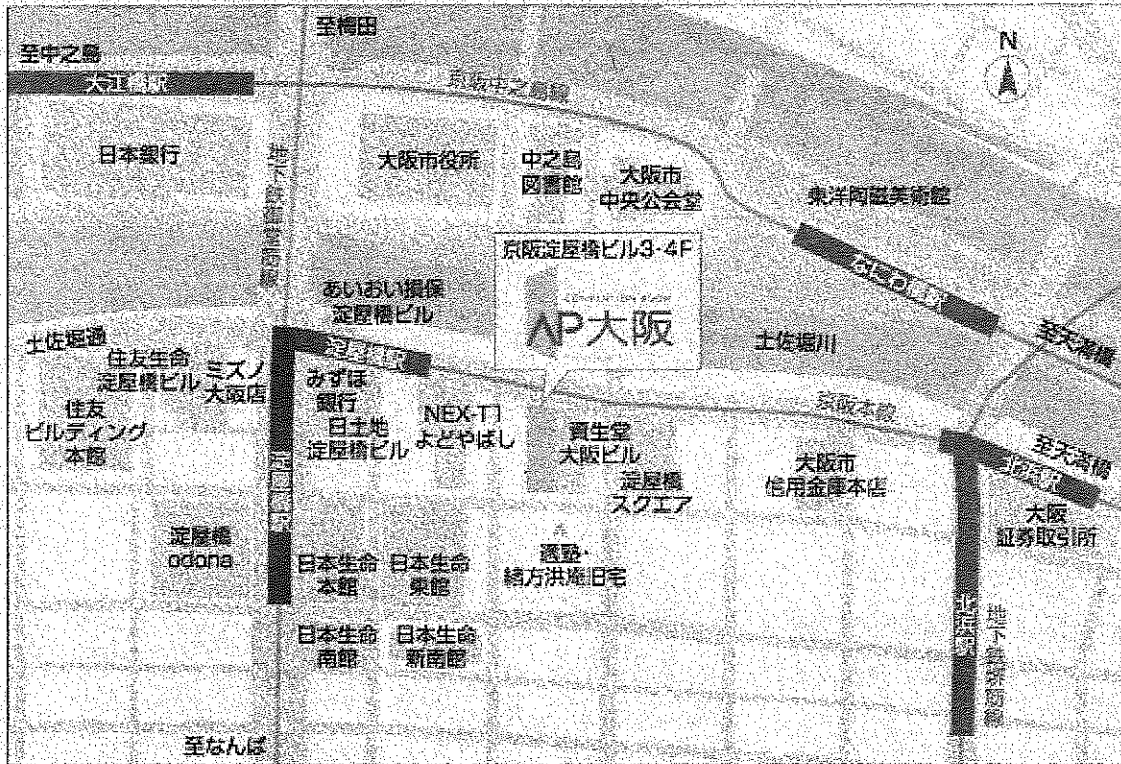 至梅田
至中之島
大江橋駅
京阪中之島線
N
日本銀行
地下鉄御堂筋線
大阪市役所
中之島
図書館
大阪市
中央公会堂
東洋陶磁美術館
なにわ橋駅
京阪淀屋橋ビル3・4F
AP大阪
あいおい損保
淀屋橋ビル
土佐堀川
至天満橋
土佐堀通
住友生命
淀屋橋ビル
ミズノ
大阪店
淀屋橋駅
みずほ
銀行
日土地
淀屋橋ビル
NEX-T1
よどやばし
京阪本線
住友
ビルディング
本館
淀屋橋駅
資生堂
大阪ビル
淀屋橋
スクエア
大阪市
信用金庫本店
至天満橋
北浜駅
大阪
証券取引所
淀屋橋
odona
日本生命
本館
日本生命
東館
適塾・
緒方洪庵旧宅
日本生命
南館
日本生命
新南館
北浜駅
地下鉄堺筋線
至なんば